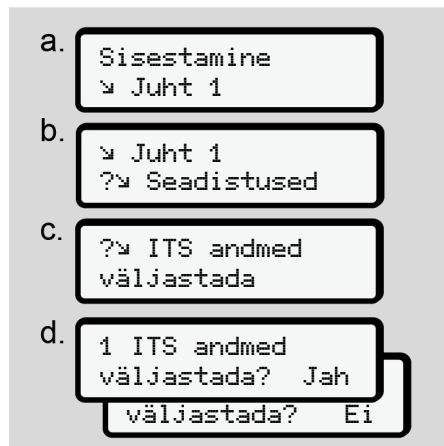 a.
Sisestamine
⇘ Juht 1
b.
⇘ Juht 1
?⇘ Seadistused
c.
?⇘ ITS andmed
väljastada
d.
1 ITS andmed
väljastada? Jah
väljastada? Ei